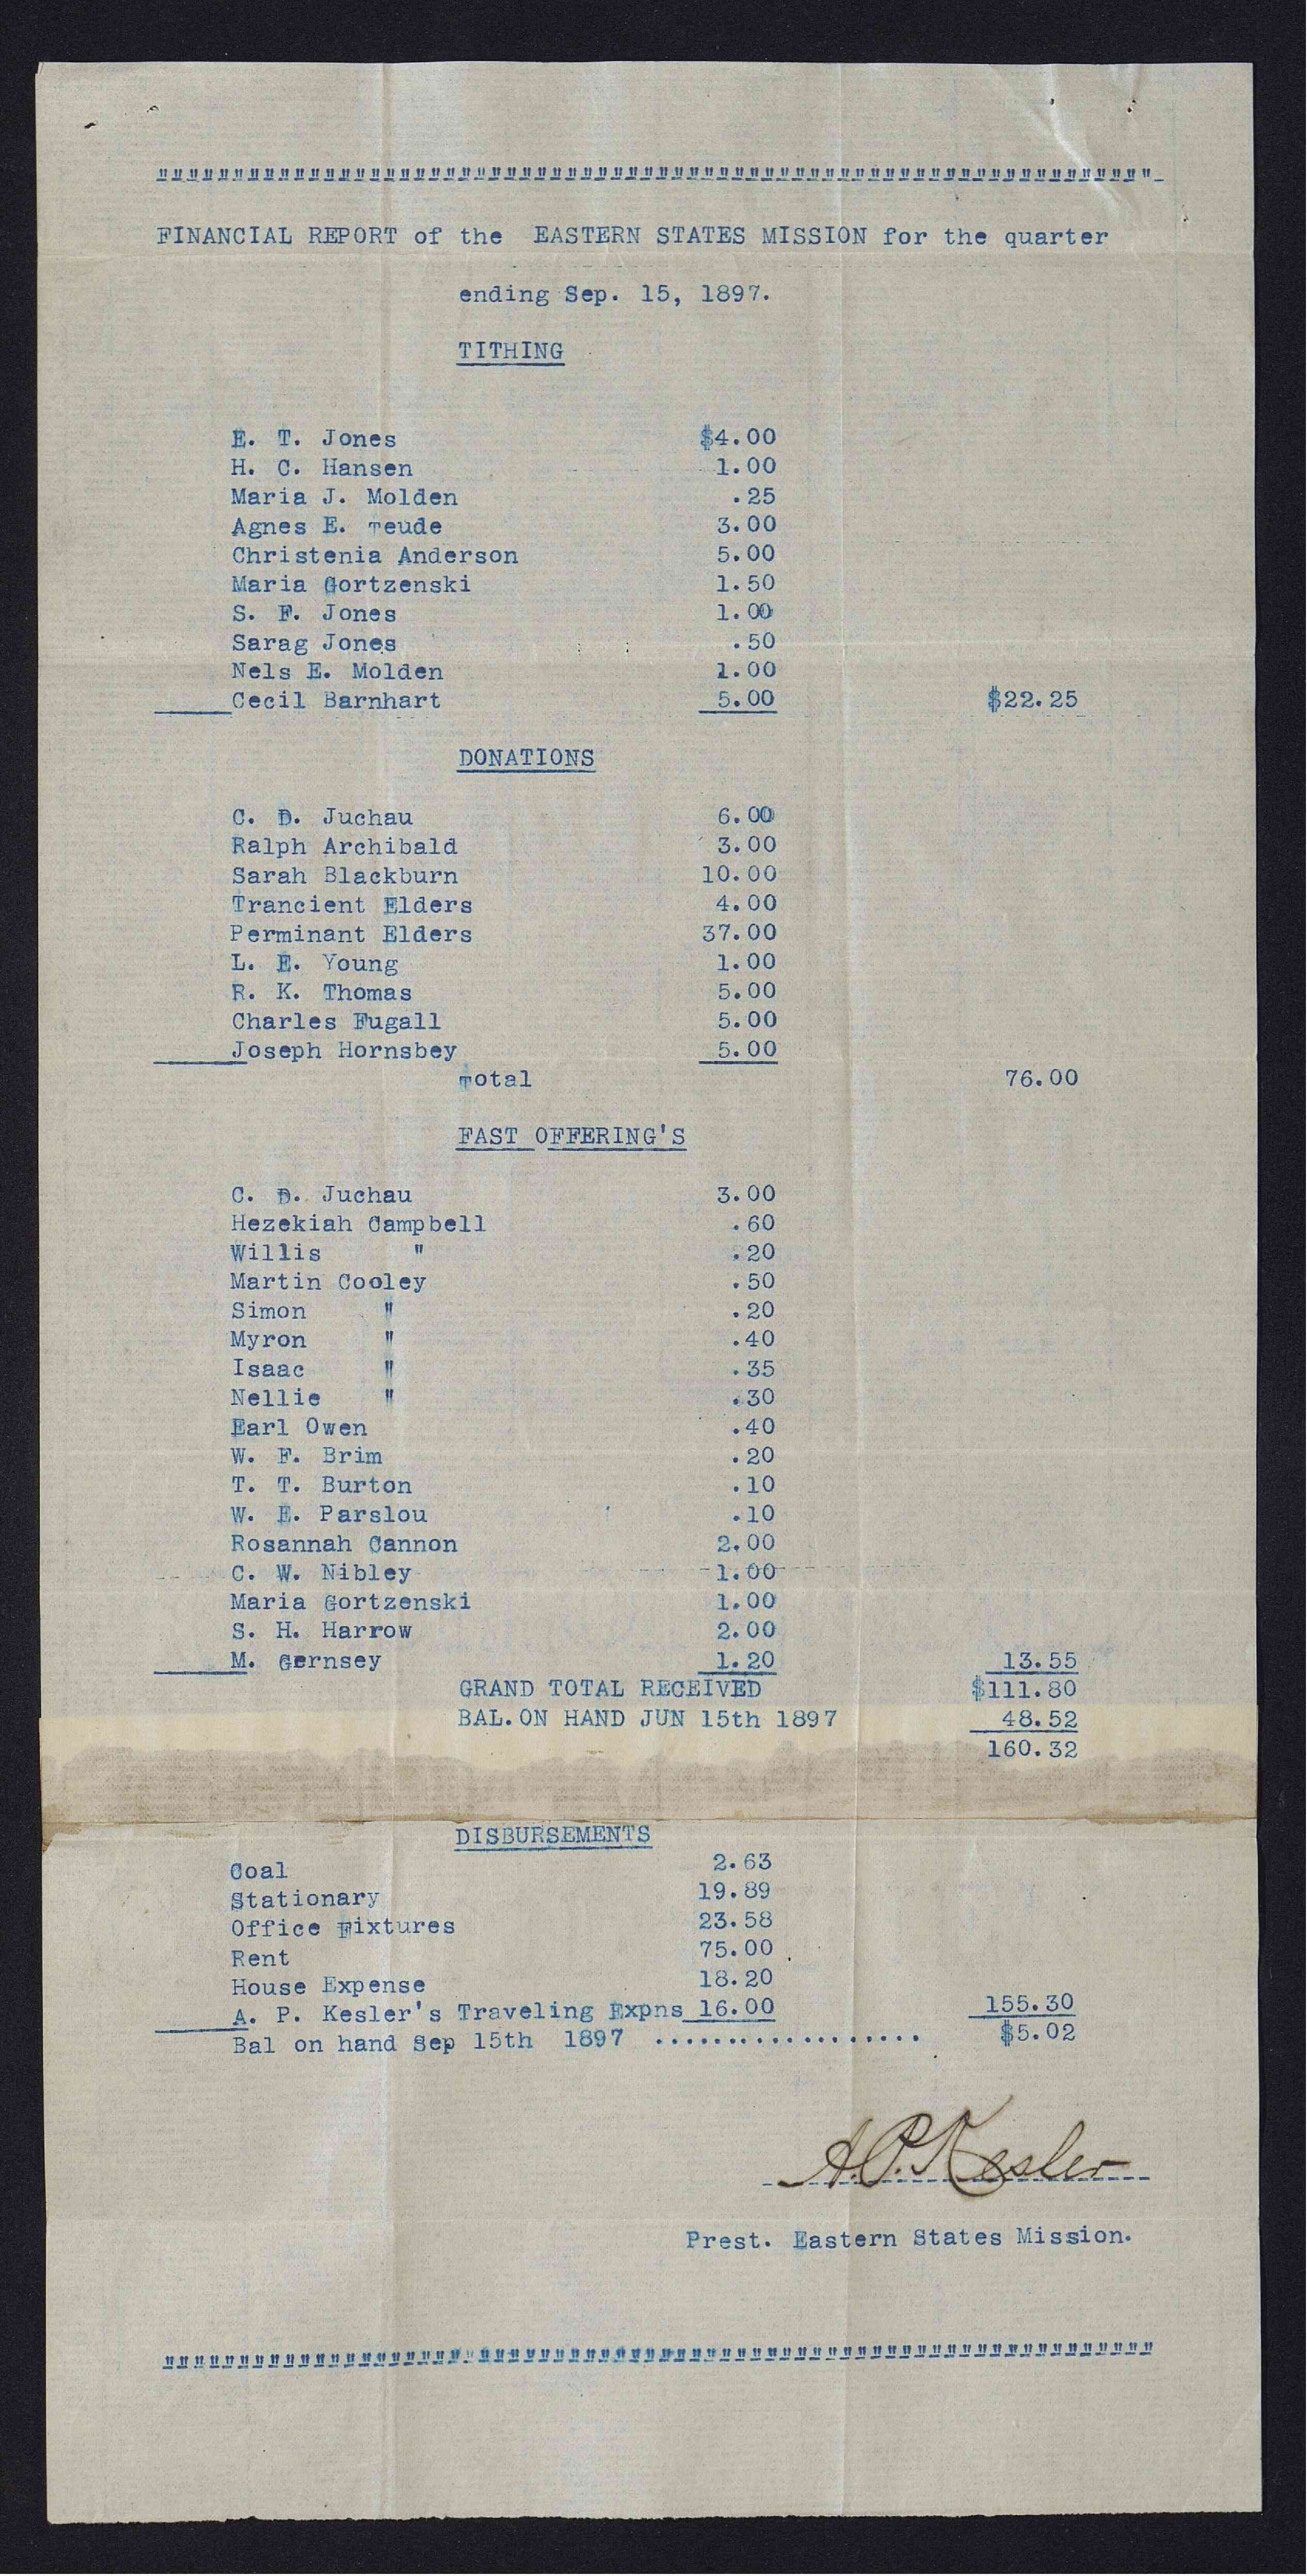 """"""""""""""""""""""""""""""""""""""""""""""""""""""""""""""""""
FINANCIAL REPORT of the EASTERN STATES MISSION for the quarter
ending Sep. 15, 1897.
TITHING
E. T. Jones $4.00
H. C. Hansen 1.00
Maria J. Molden .25
Agnes E. Teude 3.00
Christenia Anderson 5.00
Maria Gortzenski 1.50
S. F. Jones 1.00
Sarag Jones .50
Nels E. Molden 1.00
Cecil Barnhart 5.00 $22.25
DONATIONS
C. D. Juchau 6.00
Ralph Archibald 3.00
Sarah Blackburn 10.00
Trancient Elders 4.00
Perminant Elders 37.00
L. E. Young 1.00
R. K. Thomas 5.00
Charles Fugall 5.00
Joseph Hornsbey 5.00
Total 76.00
FAST OFFERING'S
C. D. Juchau 3.00
Hezekiah Campbell .60
Willis " .20
Martin Cooley .50
Simon " .20
Myron " .40
Isaac " .35
Nellie " .30
Earl Owen .40
W. F. Brim .20
T. T. Burton .10
W. E. Parslou .10
Rosannah Cannon 2.00
C. W. Nibley 1.00
Maria Gortzenski 1.00
S. H. Harrow 2.00
M. Gernsey 1.20 13.55
GRAND TOTAL RECEIVED $111.80
BAL. ON HAND JUN 15th 1897 48.52
160.32
DISBURSEMENTS
Coal 2.63
Stationary 19.89
Office Fixtures 23.58
Rent 75.00
House Expense 18.20
A. P. Kesler's Traveling Expns 16.00 155.30
Bal on hand Sep 15th 1897 .................. $5.02
A. P. Kesler
Prest. Eastern States Mission.
""""""""""""""""""""""""""""""""""""""""""""""""""""""""""""""""""